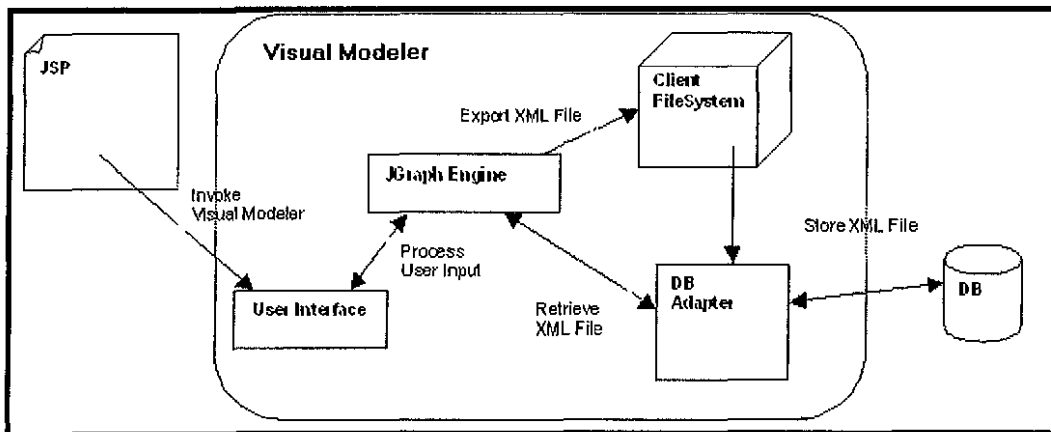 Visual Modeler
JSP
Client
FileSystem
Export XML File
JGraph Engine
Invoke
Visual Modeler
Store XML File
Process
User Input
DB
Adapter
DB
User Interface
Retrieve
XML File